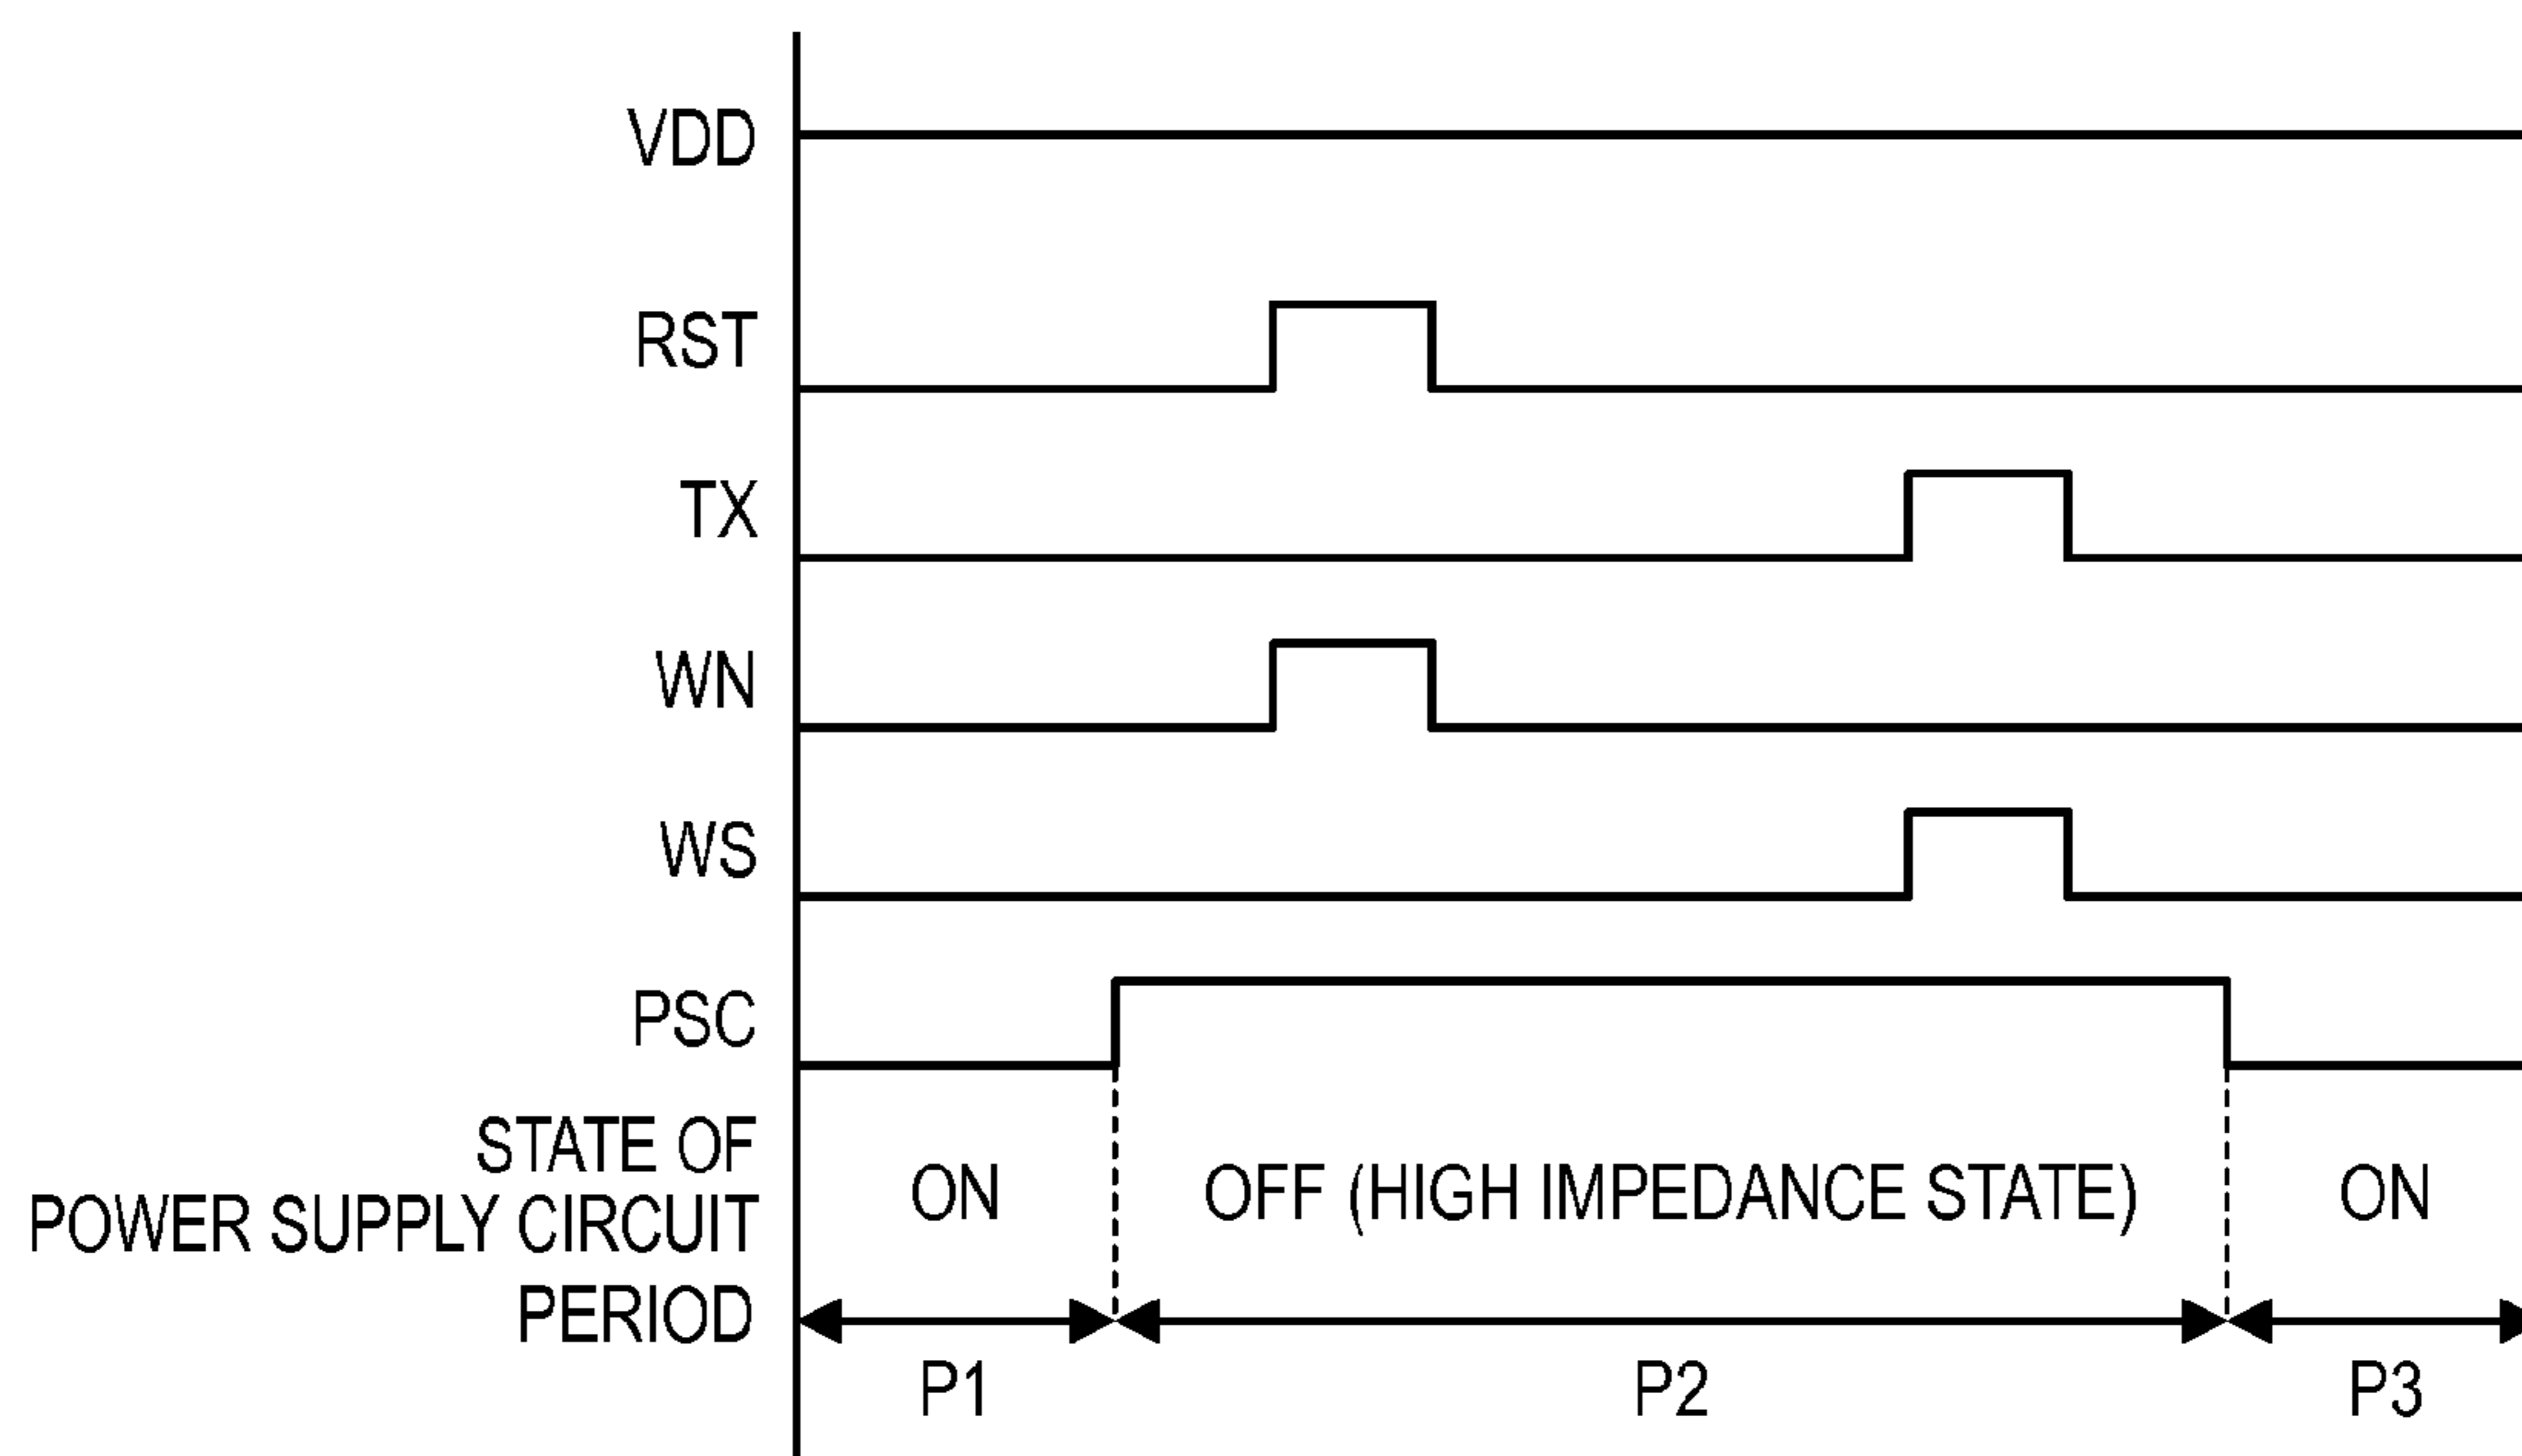 VDD
RST
TX
WN
WS
PSC
STATE OF
POWER SUPPLY CIRCUIT
ON
OFF (HIGH IMPEDANCE STATE)
ON
PERIOD
P1
P2
P3